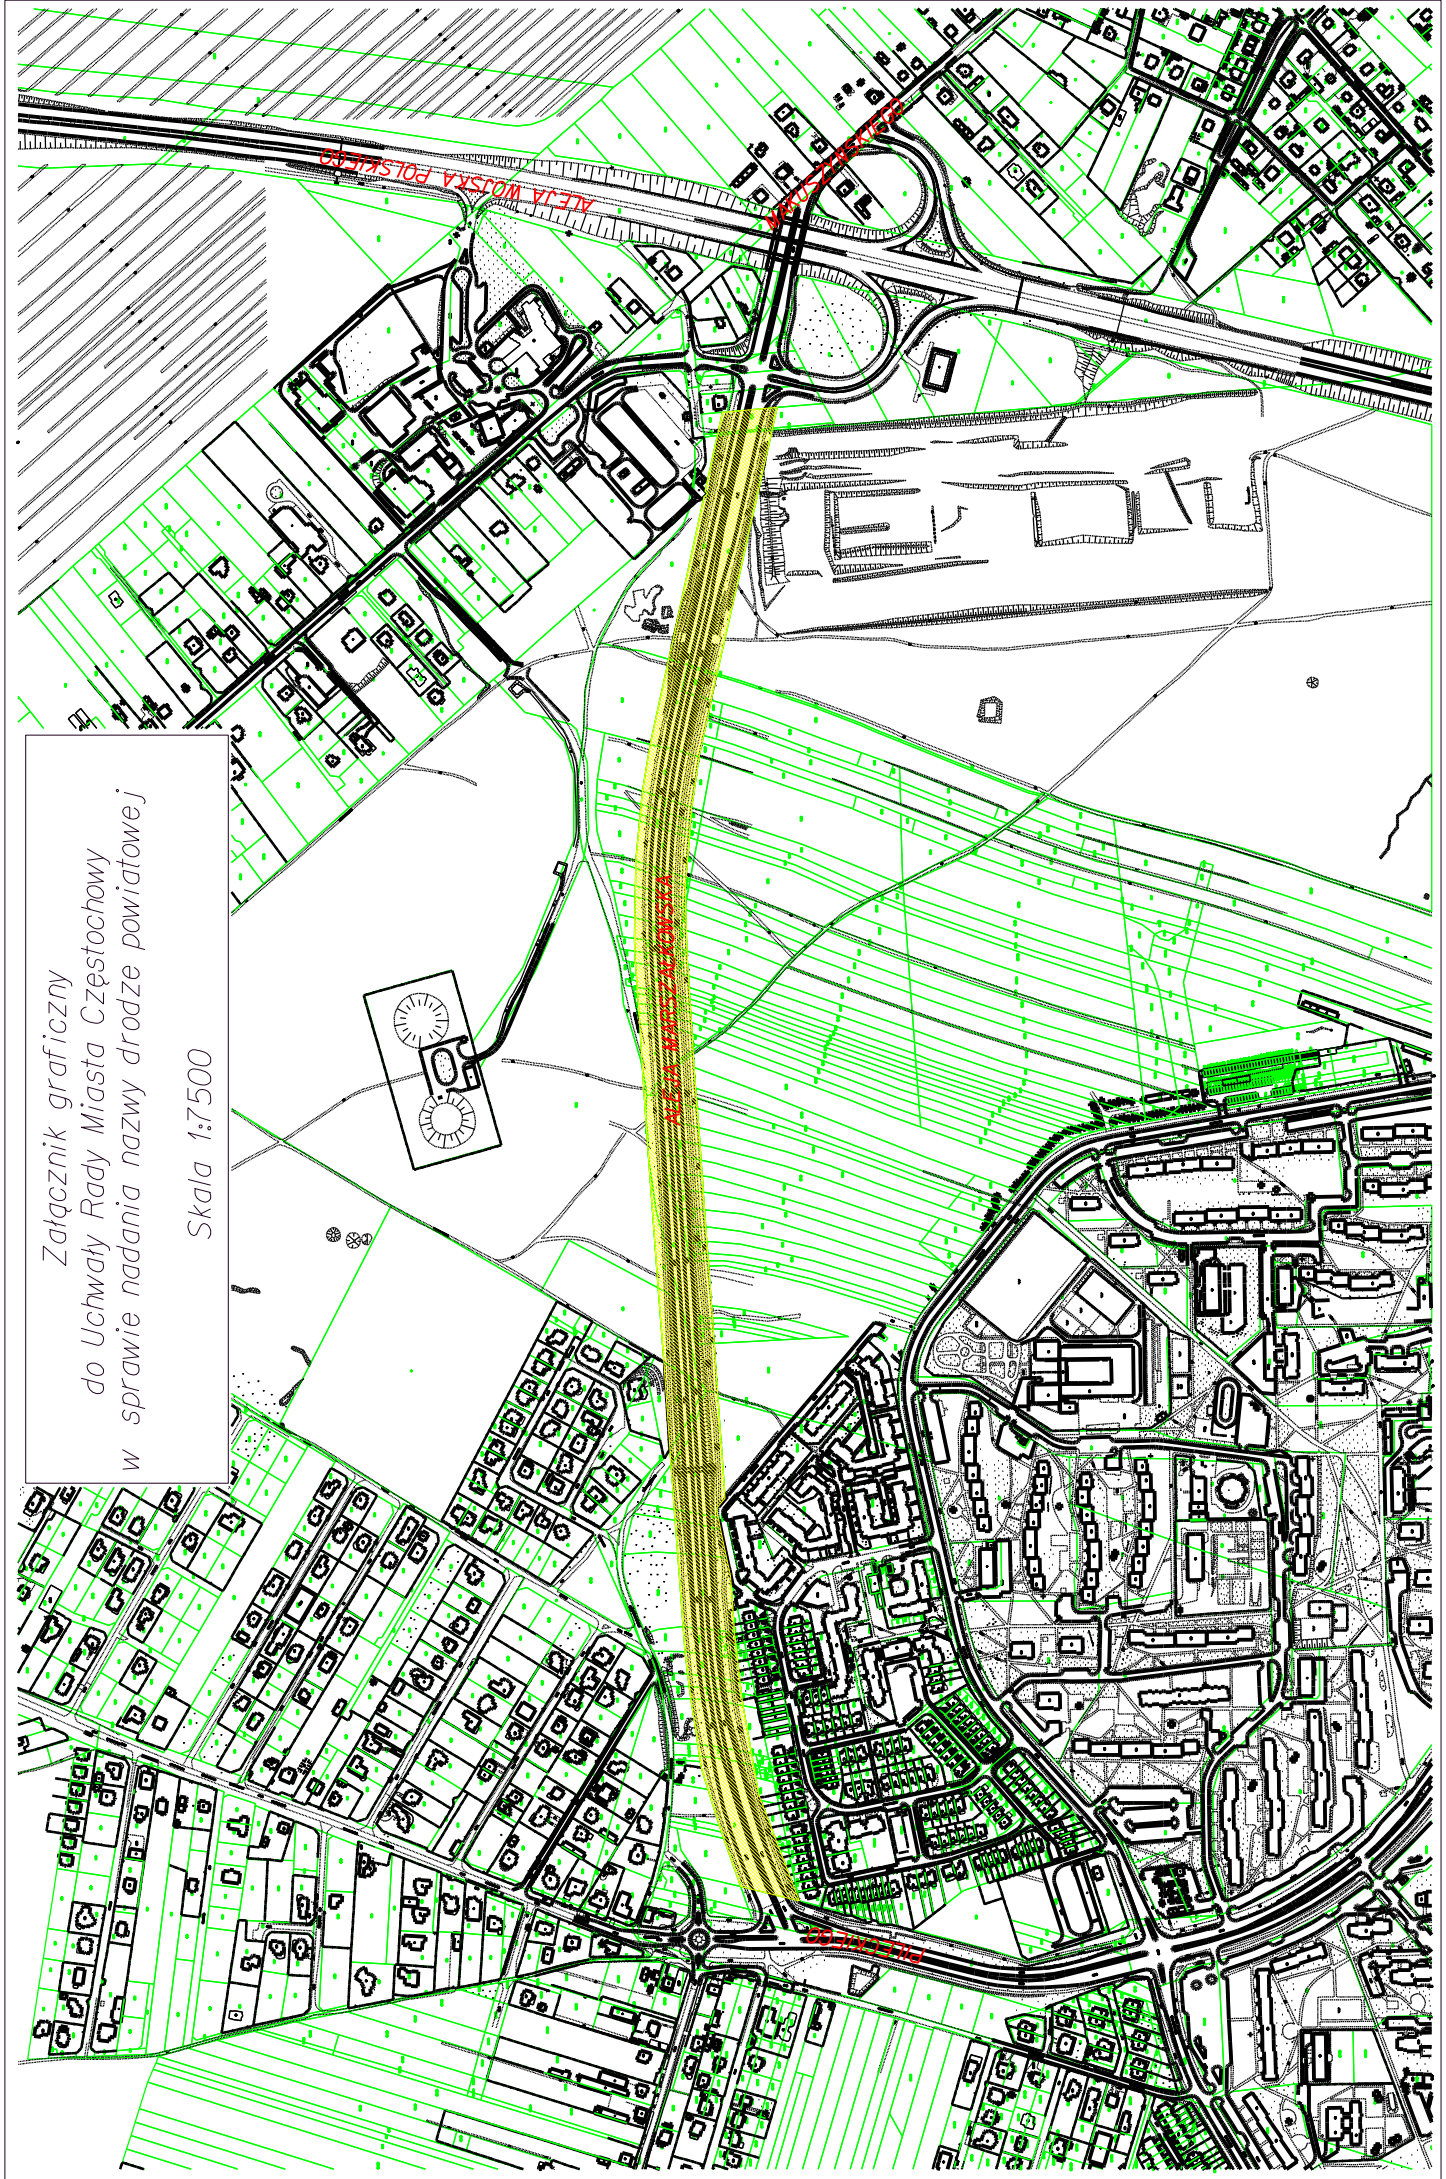 Załącznik graficzny
do Uchwały Rady Miasta Częstochowy
w sprawie nadania nazwy drodze powiatowej
Skala 1:7500
ALEJA WOJSKA POLSKIEGO
MAKUSZYŃSKIEGO
ALEJA MARSZAŁKOWSKA
PILECKIEGO